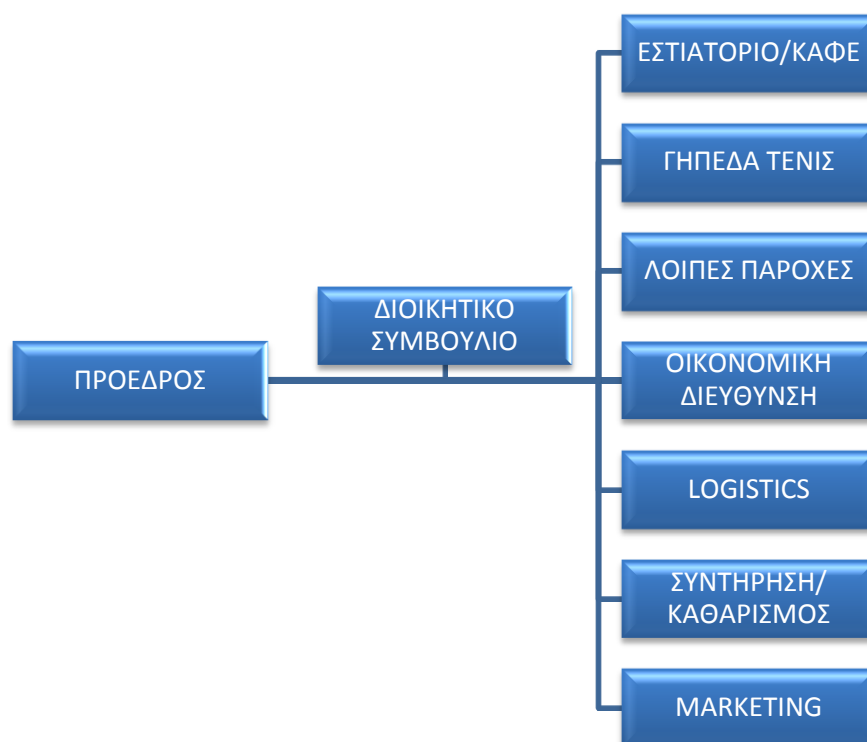 ΕΣΤΙΑΤΟΡΙΟ/ΚΑΦΕ
ΓΗΠΕΔΑ ΤΕΝΙΣ
ΛΟΙΠΕΣ ΠΑΡΟΧΕΣ
ΔΙΟΙΚΗΤΙΚΟ
ΣΥΜΒΟΥΛΙΟ
ΠΡΟΕΔΡΟΣ
ΟΙΚΟΝΟΜΙΚΗ
ΔΙΕΥΘΥΝΣΗ
LOGISTICS
ΣΥΝΤΗΡΗΣΗ/
ΚΑΘΑΡΙΣΜΟΣ
MARKETING